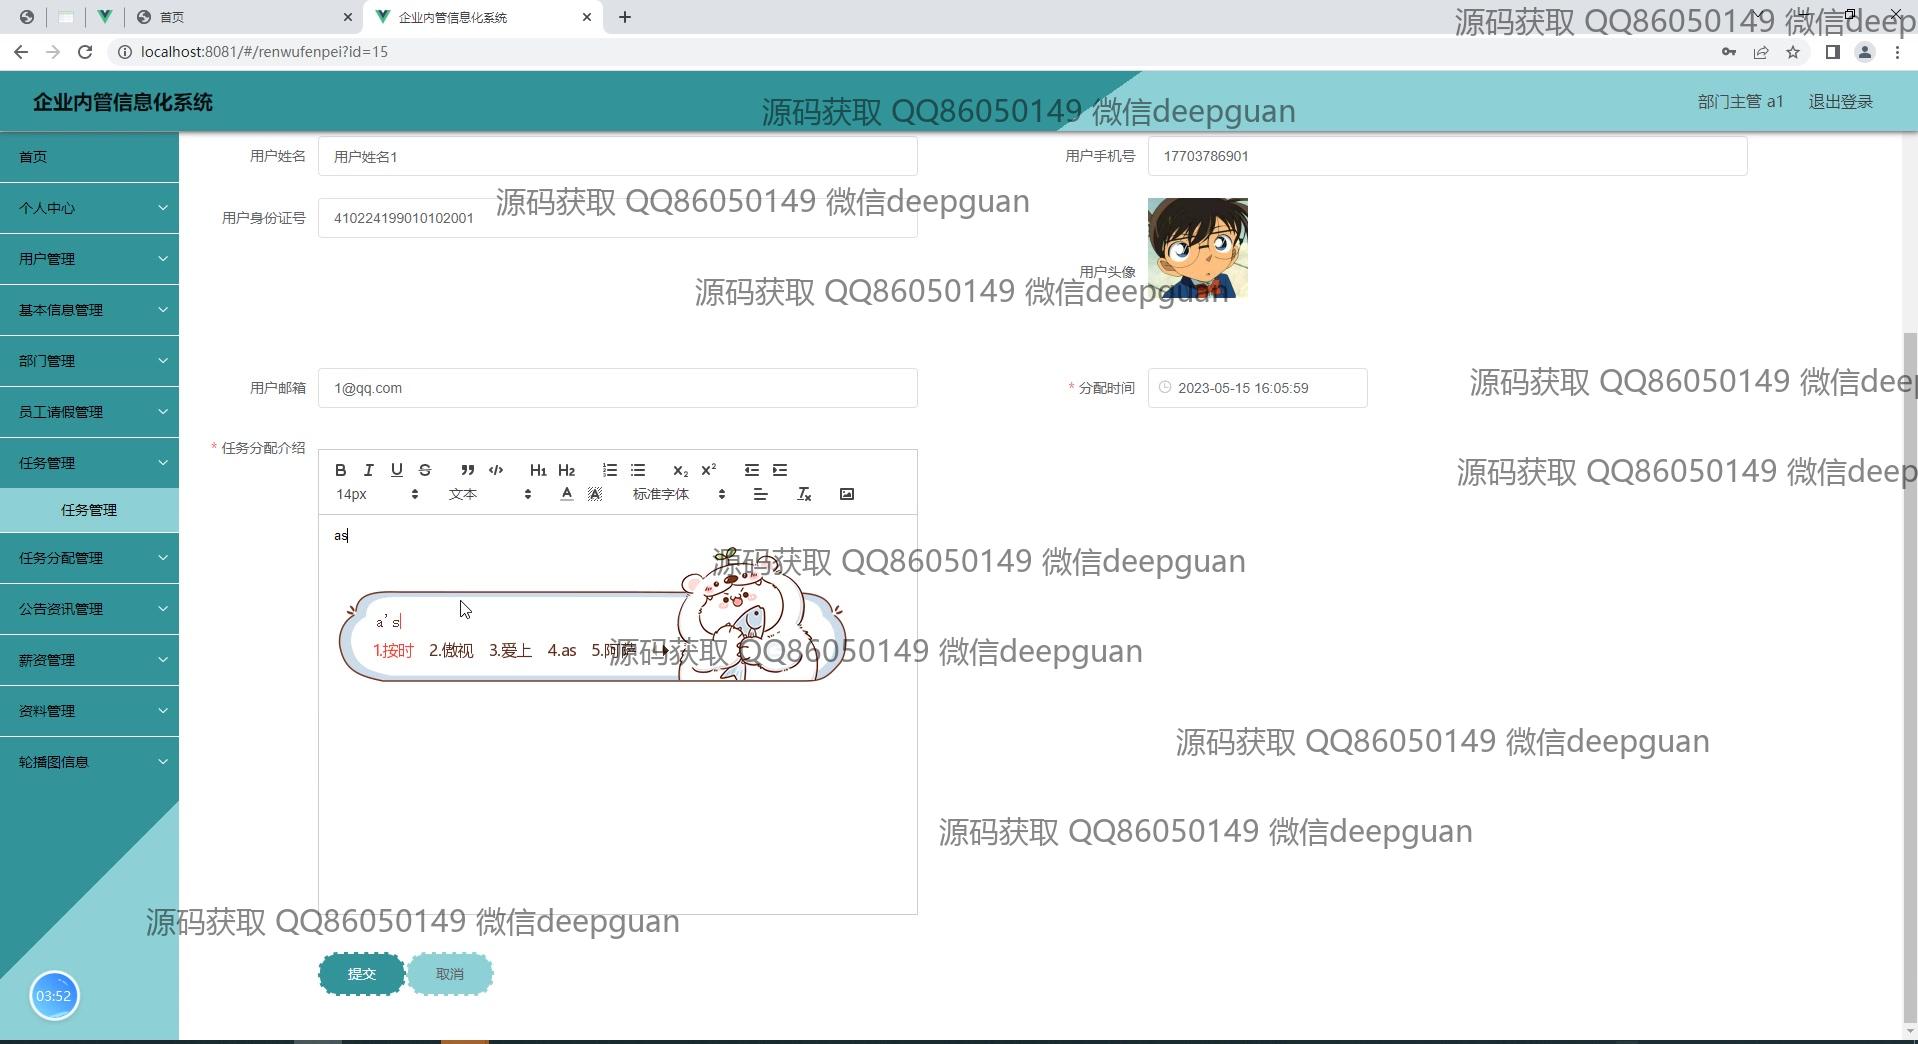 首页
企业内管信息化系统
localhost:8081/#/renwufenpei?id=15
源码获取 QQ86050149 微信deep
企业内管信息化系统
源码获取 QQ86050149 微信deepguan
部门主管 a1
退出登录
首页
个人中心
用户管理
基本信息管理
部门管理
员工请假管理
任务管理
任务管理
任务分配管理
公告资讯管理
薪资管理
资料管理
轮播图信息
03:52
用户姓名
用户姓名1
用户手机号
17703786901
源码获取 QQ86050149 微信deepguan
用户身份证号
410224199010102001
用户头像
源码获取 QQ86050149 微信deepguan
用户邮箱
1@qq.com
* 分配时间
2023-05-15 16:05:59
源码获取 QQ86050149 微信deep
* 任务分配介绍
B I U S H1 H2 X2 X2
14px 文本 A A 标准字体
源码获取 QQ86050149 微信deep
as
源码获取 QQ86050149 微信deepguan
a's
1.按时 2.傲视 3.爱上 4.as 5.阿萨
源码获取 QQ86050149 微信deepguan
源码获取 QQ86050149 微信deepguan
源码获取 QQ86050149 微信deepguan
源码获取 QQ86050149 微信deepguan
提交
取消